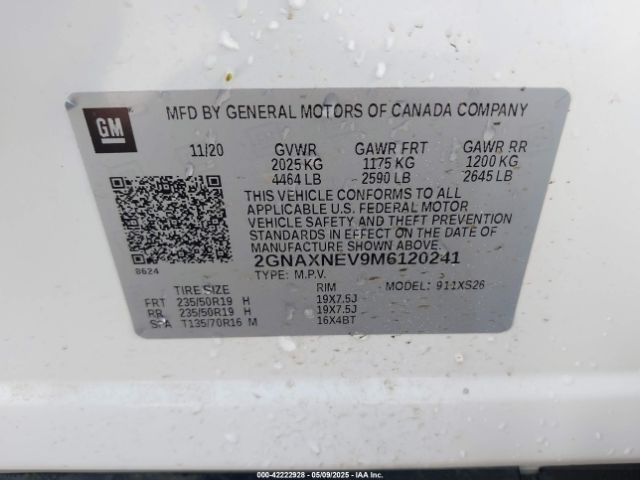 GM
MFD BY GENERAL MOTORS OF CANADA COMPANY
11/20 GVWR GAWR FRT GAWR RR
2025 KG 1175 KG 1200 KG
4464 LB 2590 LB 2645 LB
THIS VEHICLE CONFORMS TO ALL
APPLICABLE U.S. FEDERAL MOTOR
VEHICLE SAFETY AND THEFT PREVENTION
STANDARDS IN EFFECT ON THE DATE OF
MANUFACTURE SHOWN ABOVE.
2GNAXNEV9M6120241
8624 TYPE: M.P.V. MODEL: 911XS26
TIRE SIZE RIM
FRT 235/50R19 H 19X7.5J
RR 235/50R19 H 19X7.5J
SPA T135/70R16 M 16X4BT
000-42222928 - 05/09/2025 - IAA, Inc.